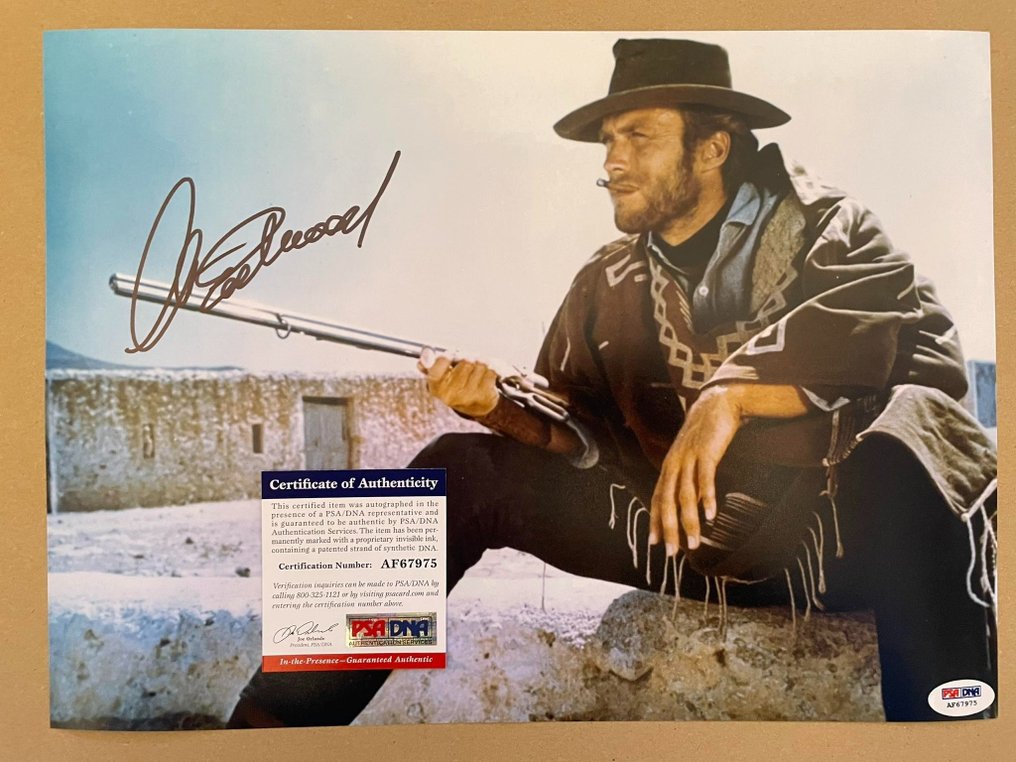 Eastwood
Certificate of Authenticity
This certified item was autographed in the
presence of a PSA/DNA representative and
is guaranteed to be authentic by PSA/DNA
Authentication Services. The item has been per-
manently marked with a proprietary invisible ink,
containing a patented strand of synthetic DNA.
Certification Number: AF67975
Verification inquiries can be made to PSA/DNA by
calling 800-325-1121 or by visiting psacard.com and
entering the certification number above.
Joe Orlando
President, PSA/DNA
PSA DNA
AUTHENTICATION SERVICES
In-the-Presence—Guaranteed Authentic
PSA DNA
AF67975